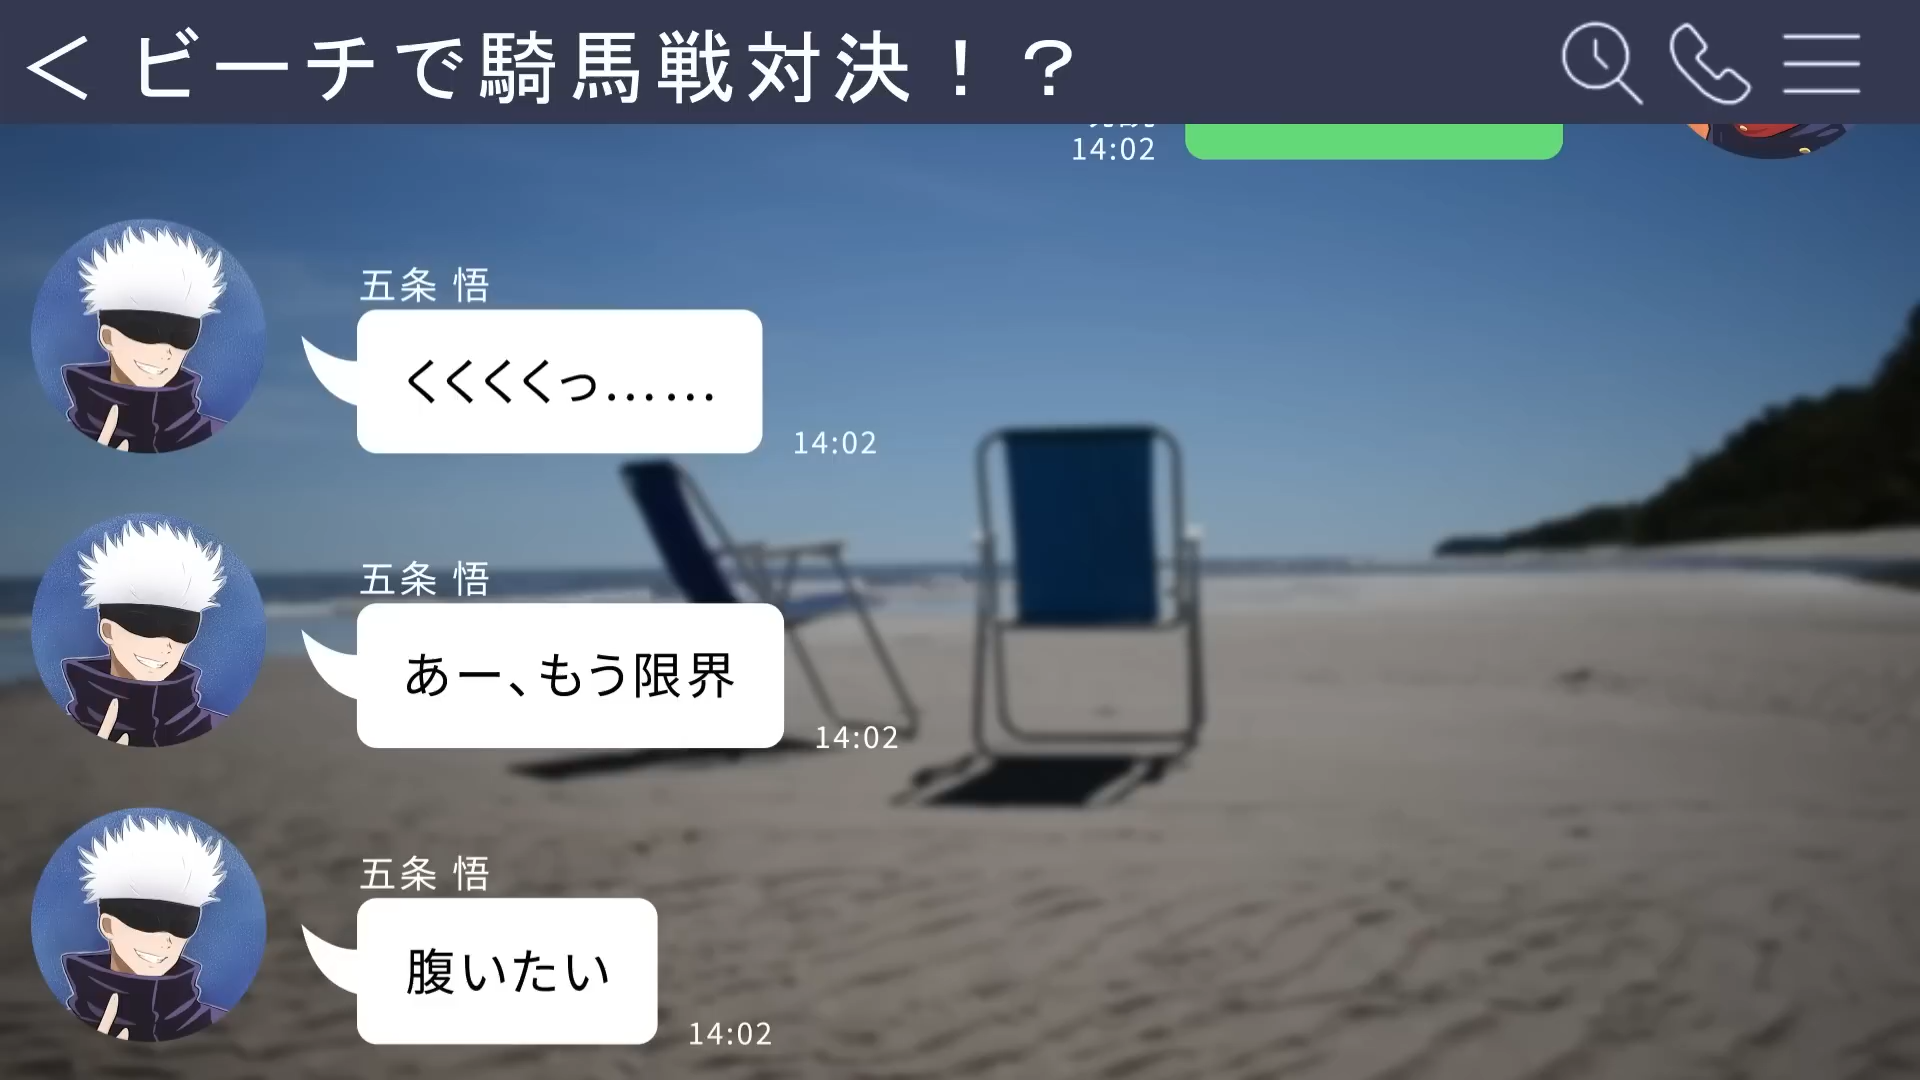 ＜ ビーチで騎馬戦対決！？
14:02
五条 悟
くくくくっ……
14:02
五条 悟
あー、もう限界
14:02
五条 悟
腹いたい
14:02